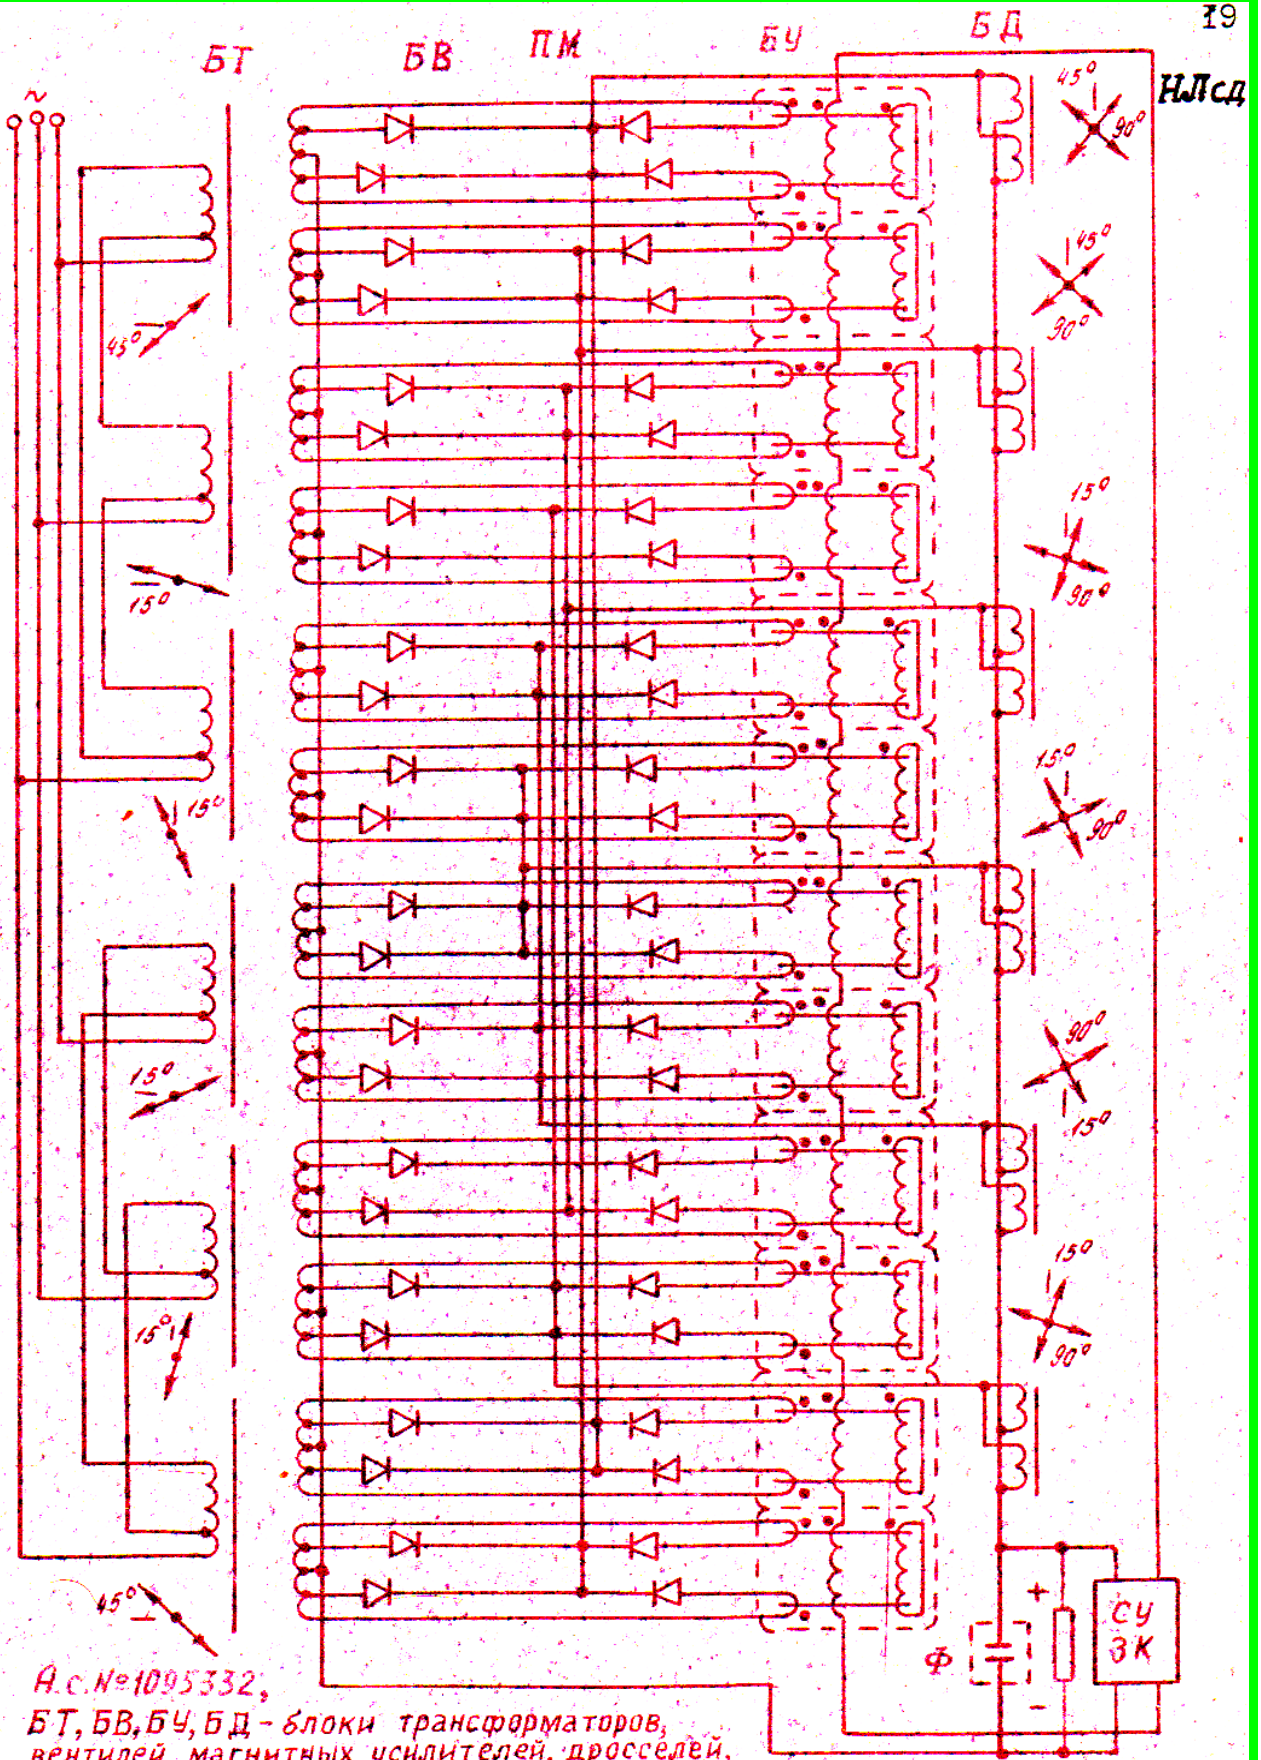 19
БТ БВ ПМ БУ БД
НЛсд
~
45°
90°
45°
90°
45°
15°
90°
15°
15°
90°
15°
90°
15°
15°
15°
90°
15°
45°
+
СУ
ЗК
Ф
-
А.с. №1095332;
БТ, БВ, БУ, БД - блоки трансформаторов,
вентилей, магнитных усилителей, дросселей,